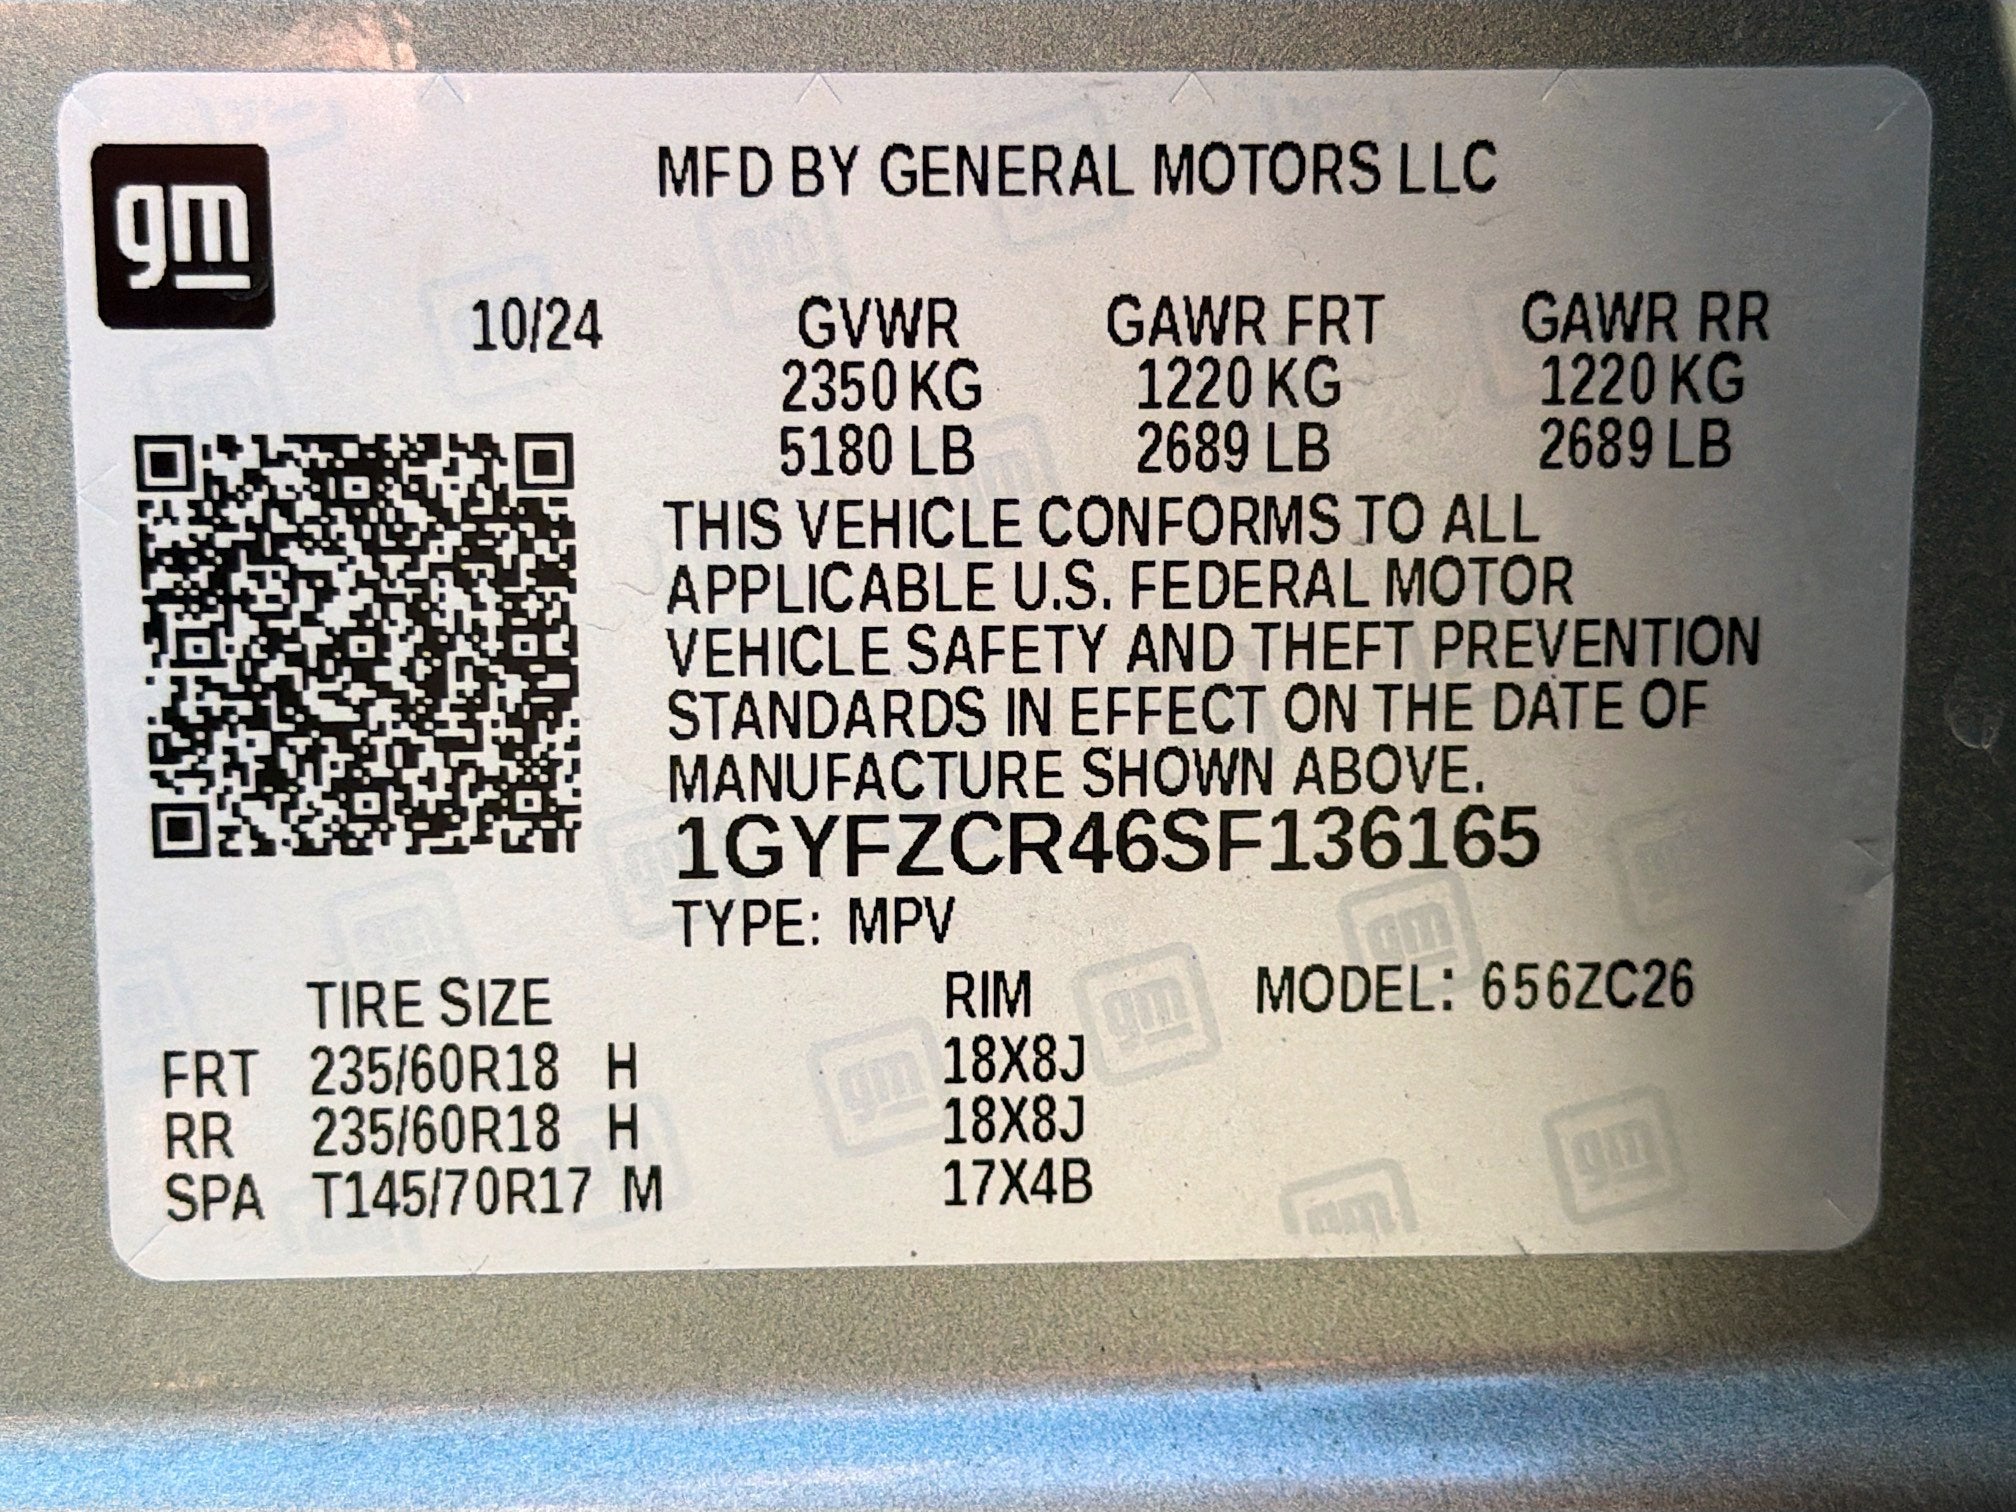 gm
MFD BY GENERAL MOTORS LLC
10/24 GVWR GAWR FRT GAWR RR
2350 KG 1220 KG 1220 KG
5180 LB 2689 LB 2689 LB
THIS VEHICLE CONFORMS TO ALL
APPLICABLE U.S. FEDERAL MOTOR
VEHICLE SAFETY AND THEFT PREVENTION
STANDARDS IN EFFECT ON THE DATE OF
MANUFACTURE SHOWN ABOVE.
1GYFZCR46SF136165
TYPE: MPV
TIRE SIZE RIM MODEL: 656ZC26
FRT 235/60R18 H 18X8J
RR 235/60R18 H 18X8J
SPA T145/70R17 M 17X4B